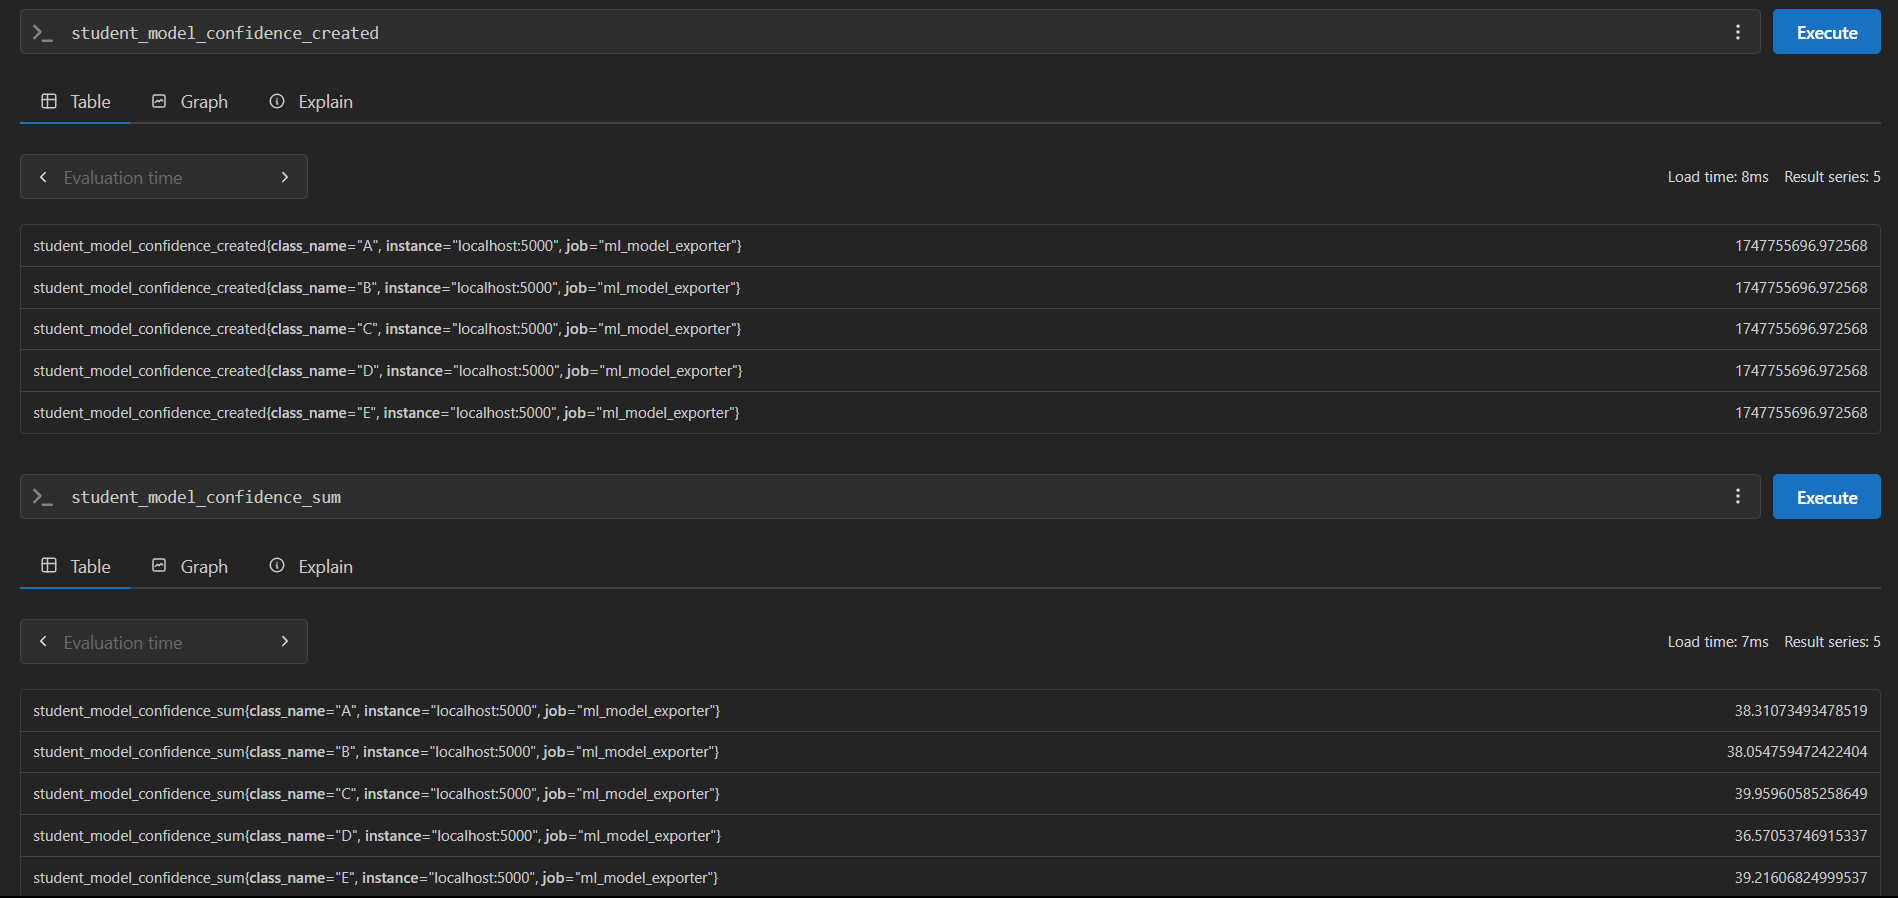 student_model_confidence_created Execute
Table Graph Explain
Evaluation time Load time: 8ms Result series: 5
student_model_confidence_created{class_name="A", instance="localhost:5000", job="ml_model_exporter"} 1747755696.972568
student_model_confidence_created{class_name="B", instance="localhost:5000", job="ml_model_exporter"} 1747755696.972568
student_model_confidence_created{class_name="C", instance="localhost:5000", job="ml_model_exporter"} 1747755696.972568
student_model_confidence_created{class_name="D", instance="localhost:5000", job="ml_model_exporter"} 1747755696.972568
student_model_confidence_created{class_name="E", instance="localhost:5000", job="ml_model_exporter"} 1747755696.972568
student_model_confidence_sum Execute
Table Graph Explain
Evaluation time Load time: 7ms Result series: 5
student_model_confidence_sum{class_name="A", instance="localhost:5000", job="ml_model_exporter"} 38.31073493478519
student_model_confidence_sum{class_name="B", instance="localhost:5000", job="ml_model_exporter"} 38.054759472422404
student_model_confidence_sum{class_name="C", instance="localhost:5000", job="ml_model_exporter"} 39.95960585258649
student_model_confidence_sum{class_name="D", instance="localhost:5000", job="ml_model_exporter"} 36.57053746915337
student_model_confidence_sum{class_name="E", instance="localhost:5000", job="ml_model_exporter"} 39.21606824999537